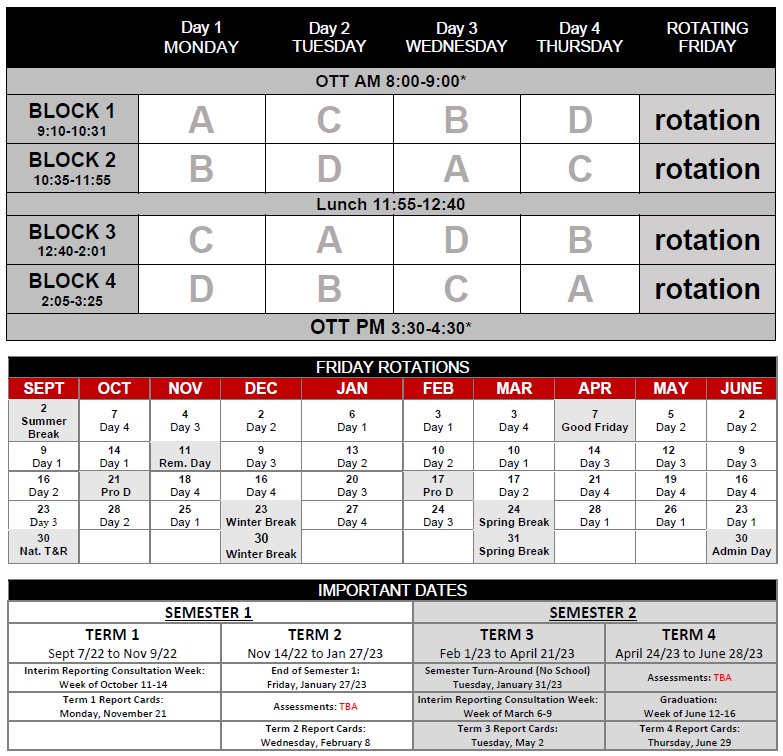 Day 1 Day 2 Day 3 Day 4 ROTATING
MONDAY TUESDAY WEDNESDAY THURSDAY FRIDAY
OTT AM 8:00-9:00*
BLOCK 1 A C B D rotation
9:10-10:31
BLOCK 2 B D A C rotation
10:35-11:55
Lunch 11:55-12:40
BLOCK 3 C A D B rotation
12:40-2:01
BLOCK 4 D B C A rotation
2:05-3:25
OTT PM 3:30-4:30*
FRIDAY ROTATIONS
SEPT OCT NOV DEC JAN FEB MAR APR MAY JUNE
2 7 4 2 6 3 3 7 5 2
Summer Break Day 4 Day 3 Day 2 Day 1 Day 1 Day 4 Good Friday Day 2 Day 2
9 14 11 9 13 10 10 14 12 9
Day 1 Day 1 Rem. Day Day 3 Day 2 Day 2 Day 1 Day 3 Day 3 Day 3
16 21 18 16 20 17 17 21 19 16
Day 2 Pro D Day 4 Day 4 Day 3 Pro D Day 2 Day 4 Day 4 Day 4
23 28 25 23 27 24 24 28 26 23
Day 3 Day 2 Day 1 Winter Break Day 4 Day 3 Spring Break Day 1 Day 1 Day 1
30 30 31 30
Nat. T&R Winter Break Spring Break Admin Day
IMPORTANT DATES
SEMESTER 1 SEMESTER 2
TERM 1 TERM 2 TERM 3 TERM 4
Sept 7/22 to Nov 9/22 Nov 14/22 to Jan 27/23 Feb 1/23 to April 21/23 April 24/23 to June 28/23
Interim Reporting Consultation Week: End of Semester 1: Semester Turn-Around (No School) Assessments: TBA
Week of October 11-14 Friday, January 27/23 Tuesday, January 31/23
Term 1 Report Cards: Assessments: TBA Interim Reporting Consultation Week: Graduation:
Monday, November 21 Week of March 6-9 Week of June 12-16
Term 2 Report Cards: Term 3 Report Cards: Term 4 Report Cards:
Wednesday, February 8 Tuesday, May 2 Thursday, June 29